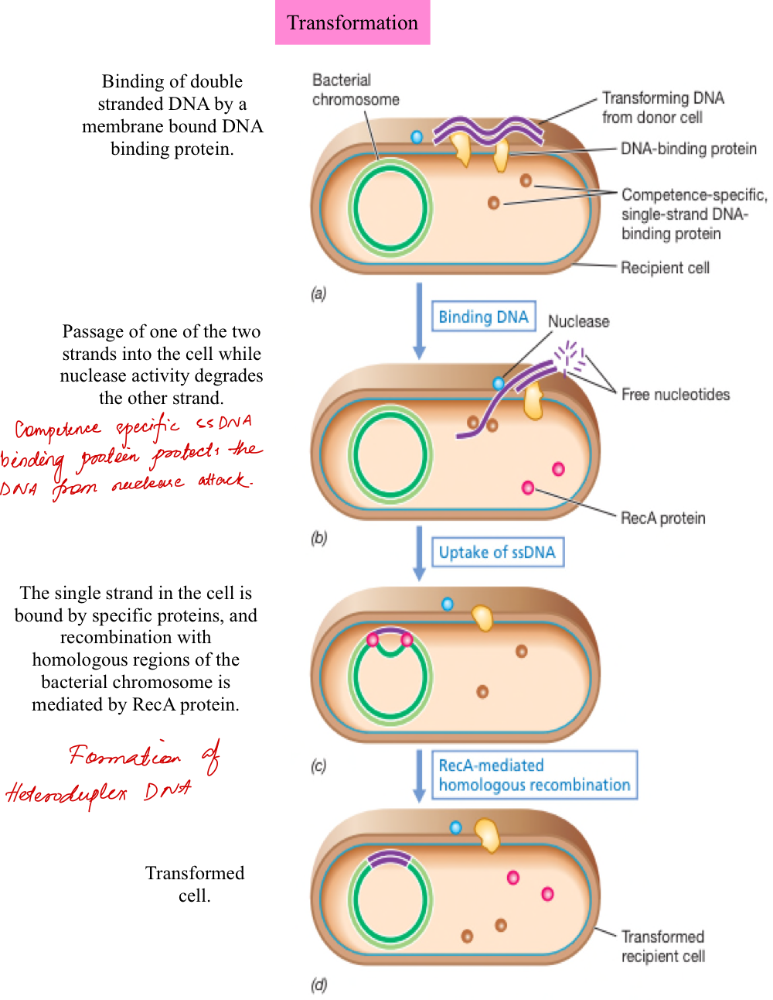 Transformation
Binding of double
stranded DNA by a
membrane bound DNA
binding protein.
Bacterial
chromosome
Transforming DNA
from donor cell
DNA-binding protein
Competence-specific,
single-strand DNA-
binding protein
Recipient cell
(a)
Binding DNA
Passage of one of the two
strands into the cell while
nuclease activity degrades
the other strand.
Competence specific ssDNA
binding protein protects the
DNA from nuclease attack.
Nuclease
Free nucleotides
RecA protein
(b)
Uptake of ssDNA
The single strand in the cell is
bound by specific proteins, and
recombination with
homologous regions of the
bacterial chromosome is
mediated by RecA protein.
Formation of
Heteroduplex DNA
(c)
RecA-mediated
homologous recombination
Transformed
cell.
Transformed
recipient cell
(d)